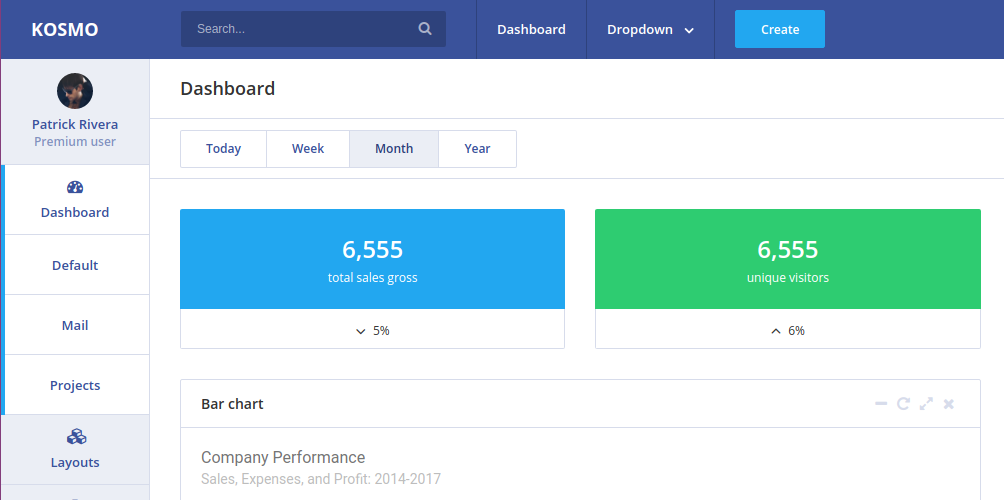 KOSMO
Search...
Dashboard
Dropdown
Create
Patrick Rivera
Premium user
Dashboard
Default
Mail
Projects
Layouts
Dashboard
Today
Week
Month
Year
6,555
total sales gross
5%
6,555
unique visitors
6%
Bar chart
Company Performance
Sales, Expenses, and Profit: 2014-2017